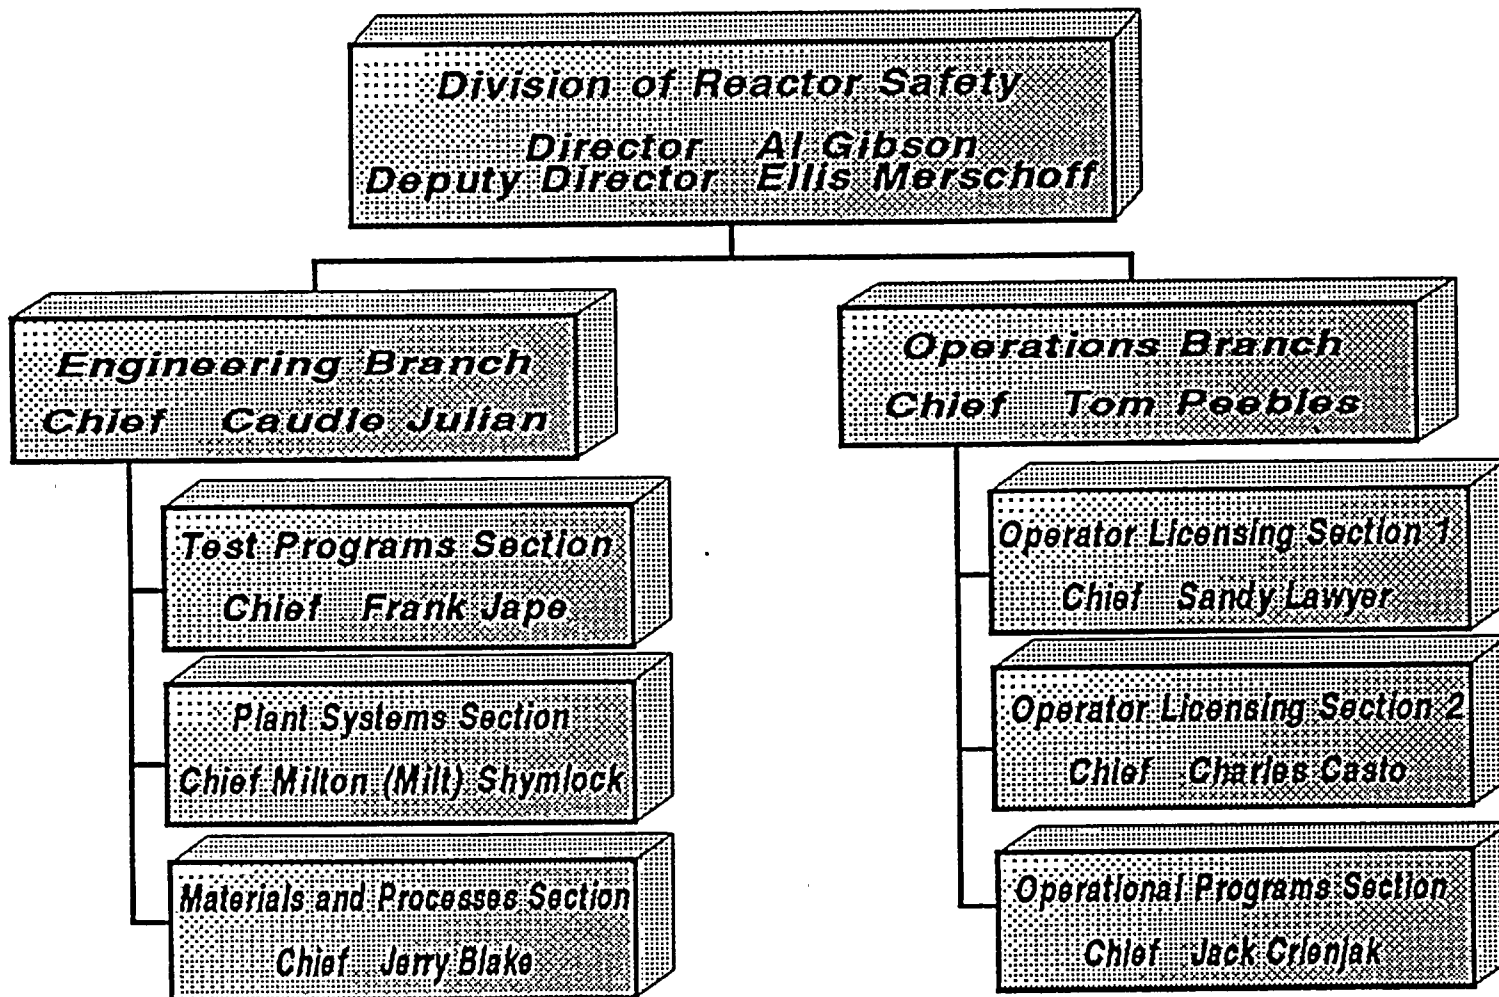 Division of Reactor Safety
Director Al Gibson
Deputy Director Ellis Merschoff
Engineering Branch
Chief Caudle Julian
Test Programs Section
Chief Frank Jape
Plant Systems Section
Chief Milton (Milt) Shymlock
Materials and Processes Section
Chief Jerry Blake
Operations Branch
Chief Tom Peebles
Operator Licensing Section 1
Chief Sandy Lawyer
Operator Licensing Section 2
Chief Charles Casto
Operational Programs Section
Chief Jack Crlenjak